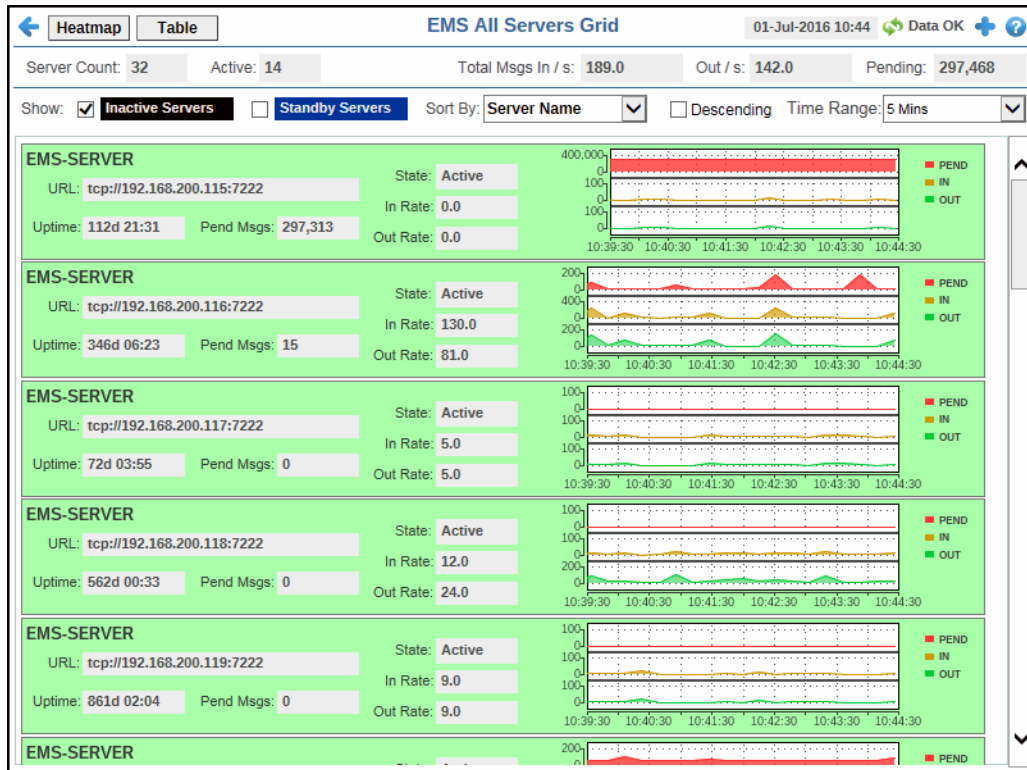 Heatmap Table EMS All Servers Grid 01-Jul-2016 10:44 Data OK ?
Server Count: 32 Active: 14 Total Msgs In / s: 189.0 Out / s: 142.0 Pending: 297,468
Show: Inactive Servers Standby Servers Sort By: Server Name Descending Time Range: 5 Mins
EMS-SERVER
URL: tcp://192.168.200.115:7222
Uptime: 112d 21:31 Pend Msgs: 297,313
State: Active
In Rate: 0.0
Out Rate: 0.0
400,000
0
100
0
100
0
10:39:30 10:40:30 10:41:30 10:42:30 10:43:30 10:44:30
PEND
IN
OUT
EMS-SERVER
URL: tcp://192.168.200.116:7222
Uptime: 346d 06:23 Pend Msgs: 15
State: Active
In Rate: 130.0
Out Rate: 81.0
200
0
400
0
200
0
10:39:30 10:40:30 10:41:30 10:42:30 10:43:30 10:44:30
PEND
IN
OUT
EMS-SERVER
URL: tcp://192.168.200.117:7222
Uptime: 72d 03:55 Pend Msgs: 0
State: Active
In Rate: 5.0
Out Rate: 5.0
100
0
100
0
100
0
10:39:30 10:40:30 10:41:30 10:42:30 10:43:30 10:44:30
PEND
IN
OUT
EMS-SERVER
URL: tcp://192.168.200.118:7222
Uptime: 562d 00:33 Pend Msgs: 0
State: Active
In Rate: 12.0
Out Rate: 24.0
100
0
100
0
200
0
10:39:30 10:40:30 10:41:30 10:42:30 10:43:30 10:44:30
PEND
IN
OUT
EMS-SERVER
URL: tcp://192.168.200.119:7222
Uptime: 861d 02:04 Pend Msgs: 0
State: Active
In Rate: 9.0
Out Rate: 9.0
100
0
100
0
100
0
10:39:30 10:40:30 10:41:30 10:42:30 10:43:30 10:44:30
PEND
IN
OUT
EMS-SERVER
200
PEND